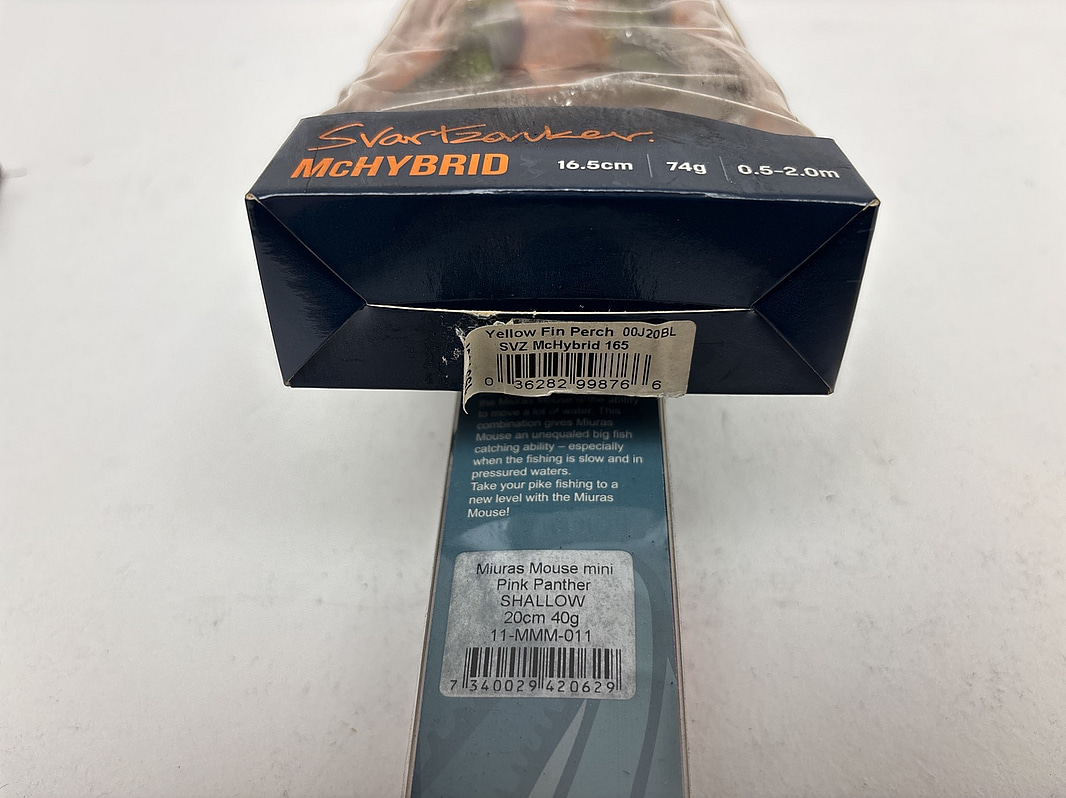 Svartzonker.
McHYBRID 16.5cm 74g 0.5-2.0m
Yellow Fin Perch 00J20BL
SVZ McHybrid 165
0 36282 99876 6
to move a lot of water. This
combination gives Miuras
Mouse an unequaled big fish
catching ability – especially
when the fishing is slow and in
pressured waters.
Take your pike fishing to a
new level with the Miuras
Mouse!
Miuras Mouse mini
Pink Panther
SHALLOW
20cm 40g
11-MMM-011
7 340029 420629